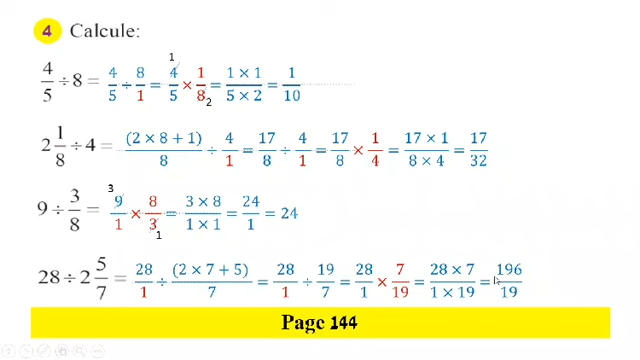 4 Calcule:
4/5 ÷ 8 = 4/5 ÷ 8/1 = 4/5 × 1/8 = (1 × 1)/(5 × 2) = 1/10
1
2
2 1/8 ÷ 4 = (2 × 8 + 1)/8 ÷ 4/1 = 17/8 ÷ 4/1 = 17/8 × 1/4 = (17 × 1)/(8 × 4) = 17/32
9 ÷ 3/8 = 9/1 × 8/3 = (3 × 8)/(1 × 1) = 24/1 = 24
3
1
28 ÷ 2 5/7 = 28/1 ÷ (2 × 7 + 5)/7 = 28/1 ÷ 19/7 = 28/1 × 7/19 = (28 × 7)/(1 × 19) = 196/19
Page 144